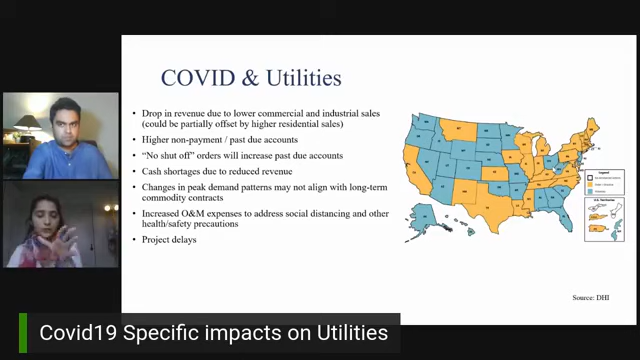 COVID & Utilities
• Drop in revenue due to lower commercial and industrial sales
(could be partially offset by higher residential sales)
• Higher non-payment / past due accounts
• “No shut off” orders will increase past due accounts
• Cash shortages due to reduced revenue
• Changes in peak demand patterns may not align with long-term
commodity contracts
• Increased O&M expenses to address social distancing and other
health/safety precautions
• Project delays
Legend
U.S. Territories
Source: DHI
Covid19 Specific impacts on Utilities